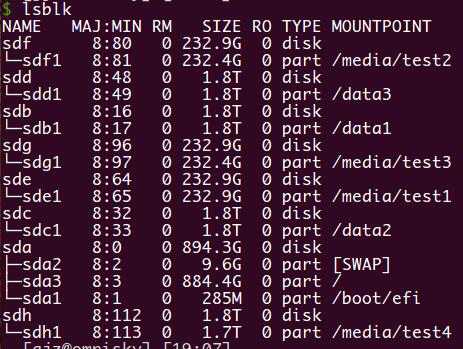 $ lsblk
NAME   MAJ:MIN RM   SIZE RO TYPE MOUNTPOINT
sdf      8:80   0 232.9G  0 disk
└─sdf1   8:81   0 232.4G  0 part /media/test2
sdd      8:48   0   1.8T  0 disk
└─sdd1   8:49   0   1.8T  0 part /data3
sdb      8:16   0   1.8T  0 disk
└─sdb1   8:17   0   1.8T  0 part /data1
sdg      8:96   0 232.9G  0 disk
└─sdg1   8:97   0 232.4G  0 part /media/test3
sde      8:64   0 232.9G  0 disk
└─sde1   8:65   0 232.9G  0 part /media/test1
sdc      8:32   0   1.8T  0 disk
└─sdc1   8:33   0   1.8T  0 part /data2
sda      8:0    0 894.3G  0 disk
├─sda2   8:2    0   9.6G  0 part [SWAP]
├─sda3   8:3    0 884.4G  0 part /
└─sda1   8:1    0   285M  0 part /boot/efi
sdh      8:112  0   1.8T  0 disk
└─sdh1   8:113  0   1.7T  0 part /media/test4